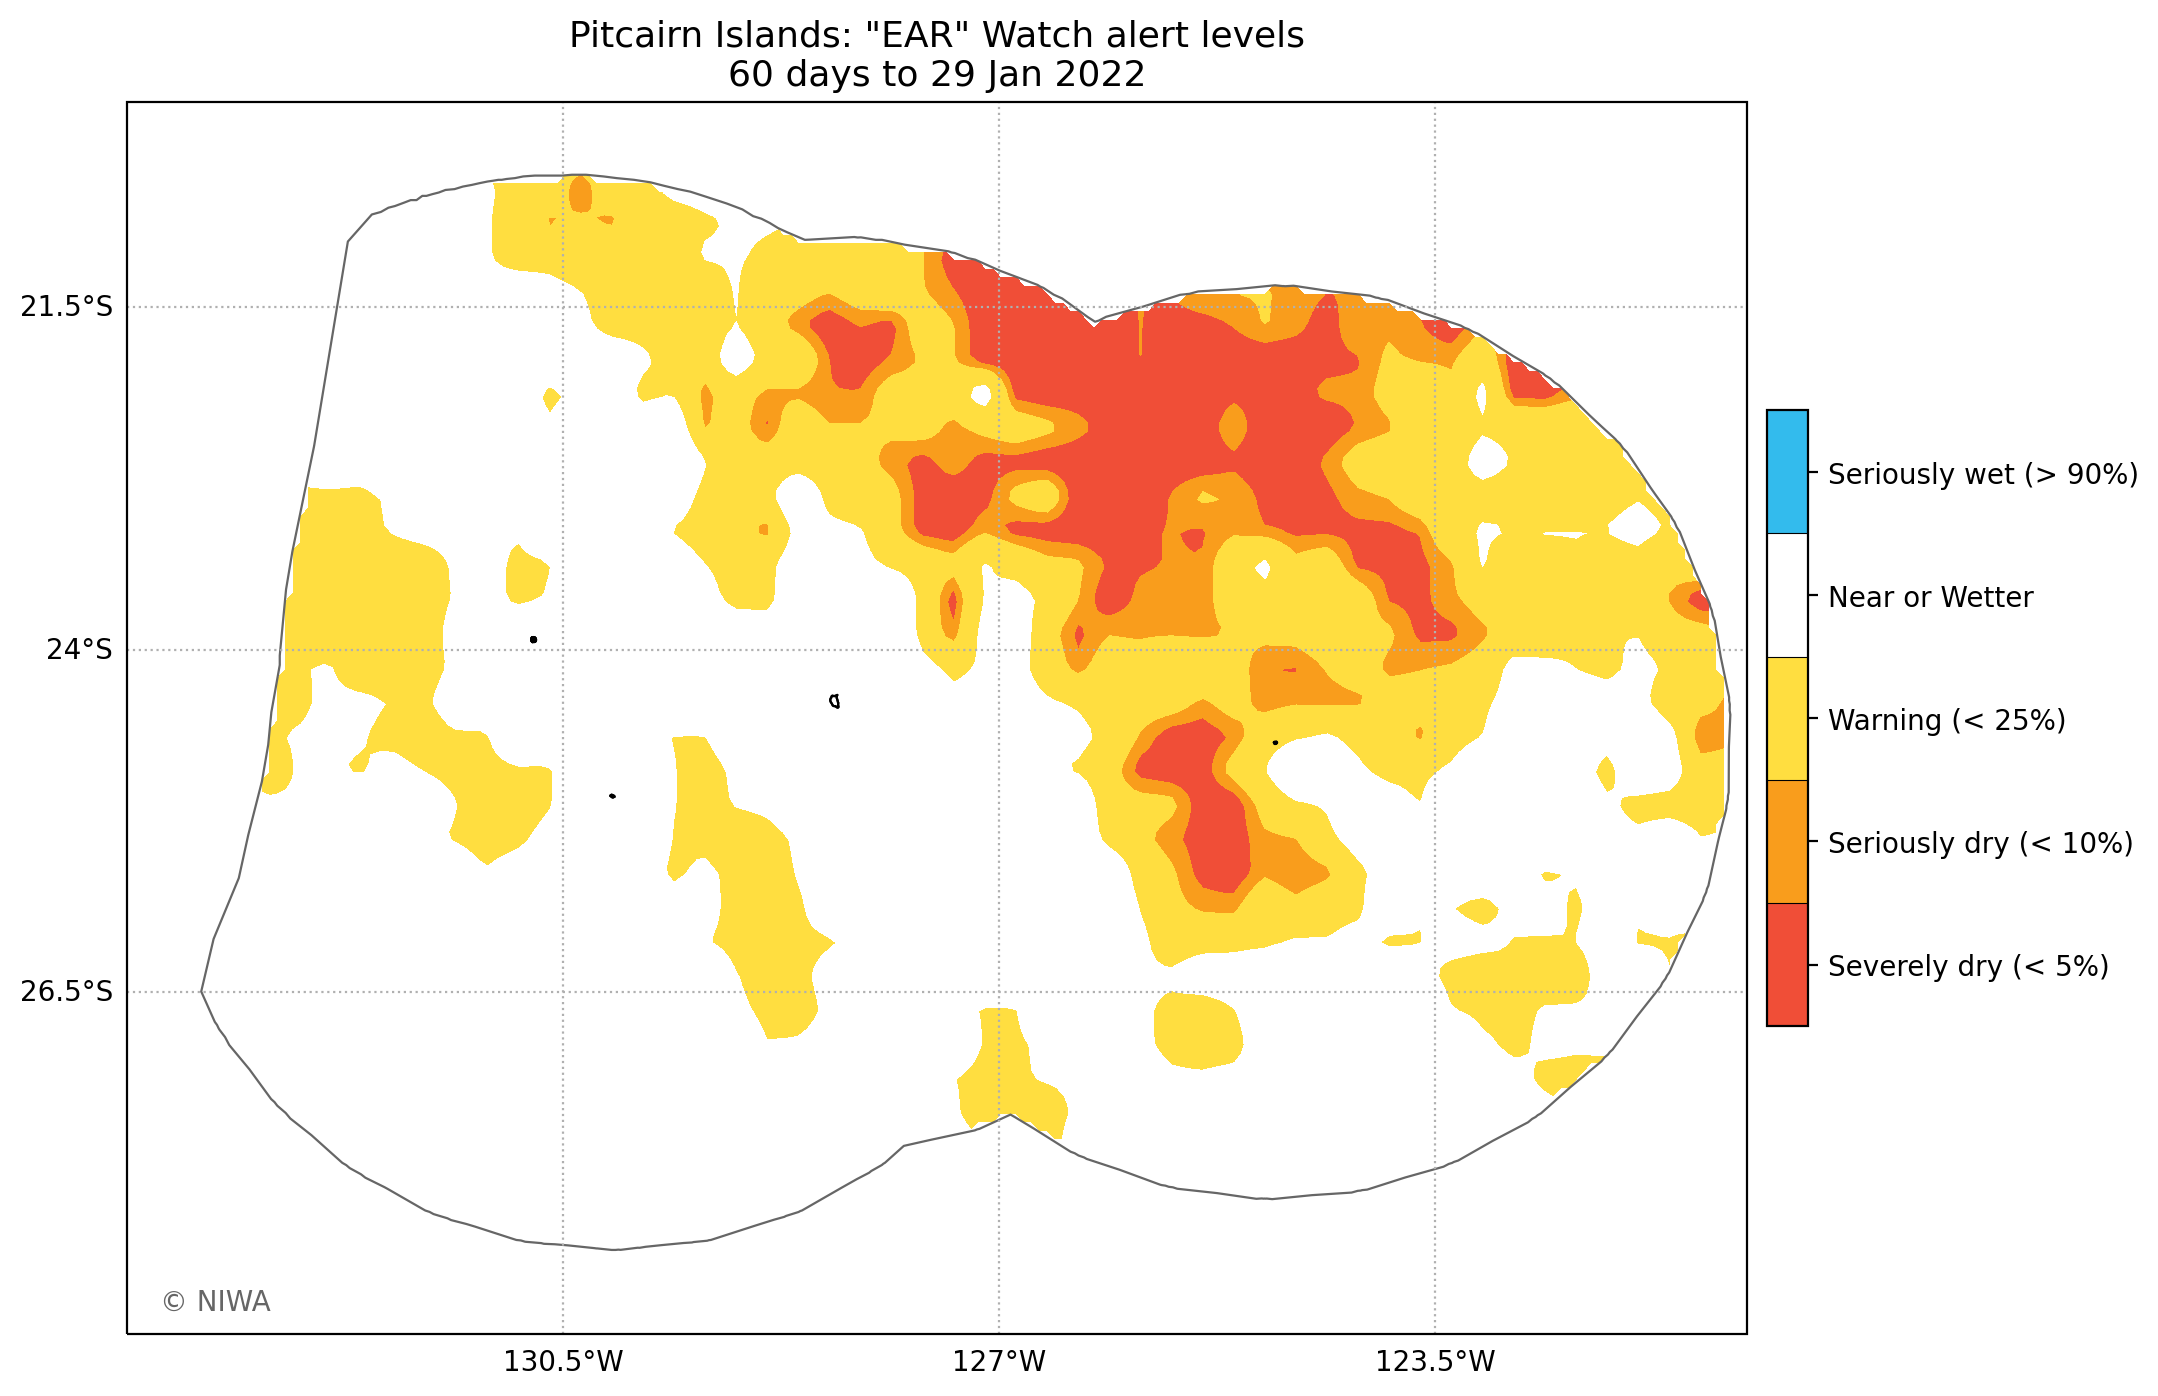 Pitcairn Islands: "EAR" Watch alert levels
60 days to 29 Jan 2022
21.5°S
24°S
26.5°S
130.5°W
127°W
123.5°W
Seriously wet (> 90%)
Near or Wetter
Warning (< 25%)
Seriously dry (< 10%)
Severely dry (< 5%)
© NIWA